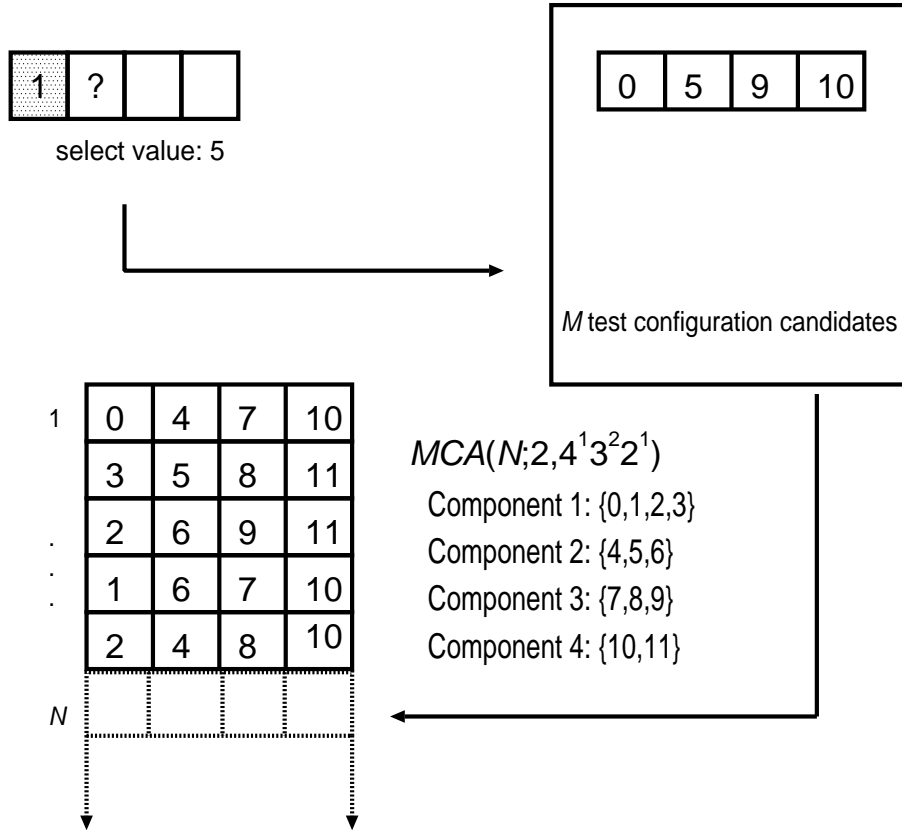 1 ?
select value: 5
0 5 9 10
M test configuration candidates
1 0 4 7 10
3 5 8 11
. 2 6 9 11
. 1 6 7 10
. 2 4 8 10
N
MCA(N;2,4¹3²2¹)
Component 1: {0,1,2,3}
Component 2: {4,5,6}
Component 3: {7,8,9}
Component 4: {10,11}